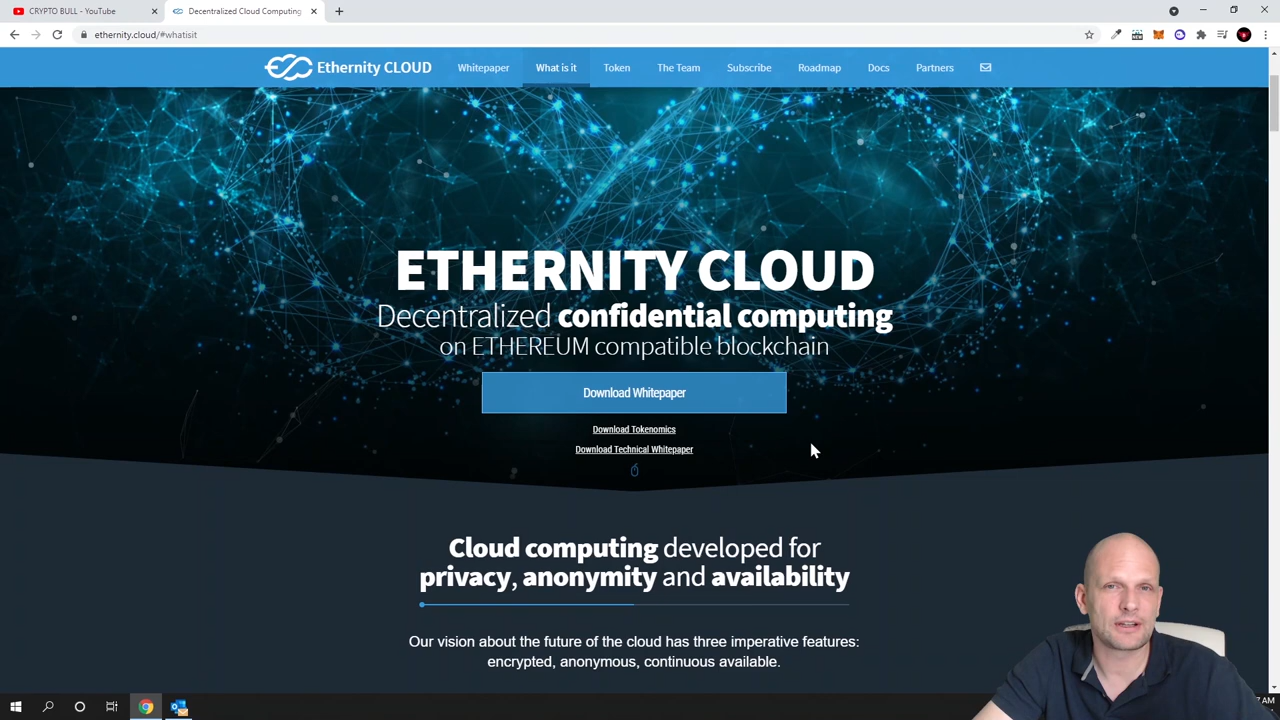 CRYPTO BULL - YouTube
Decentralized Cloud Computing
ethernity.cloud/#whatisit
Ethernity CLOUD
Whitepaper
What is it
Token
The Team
Subscribe
Roadmap
Docs
Partners
ETHERNITY CLOUD
Decentralized confidential computing
on ETHEREUM compatible blockchain
Download Whitepaper
Download Tokenomics
Download Technical Whitepaper
Cloud computing developed for
privacy, anonymity and availability
Our vision about the future of the cloud has three imperative features:
encrypted, anonymous, continuous available.